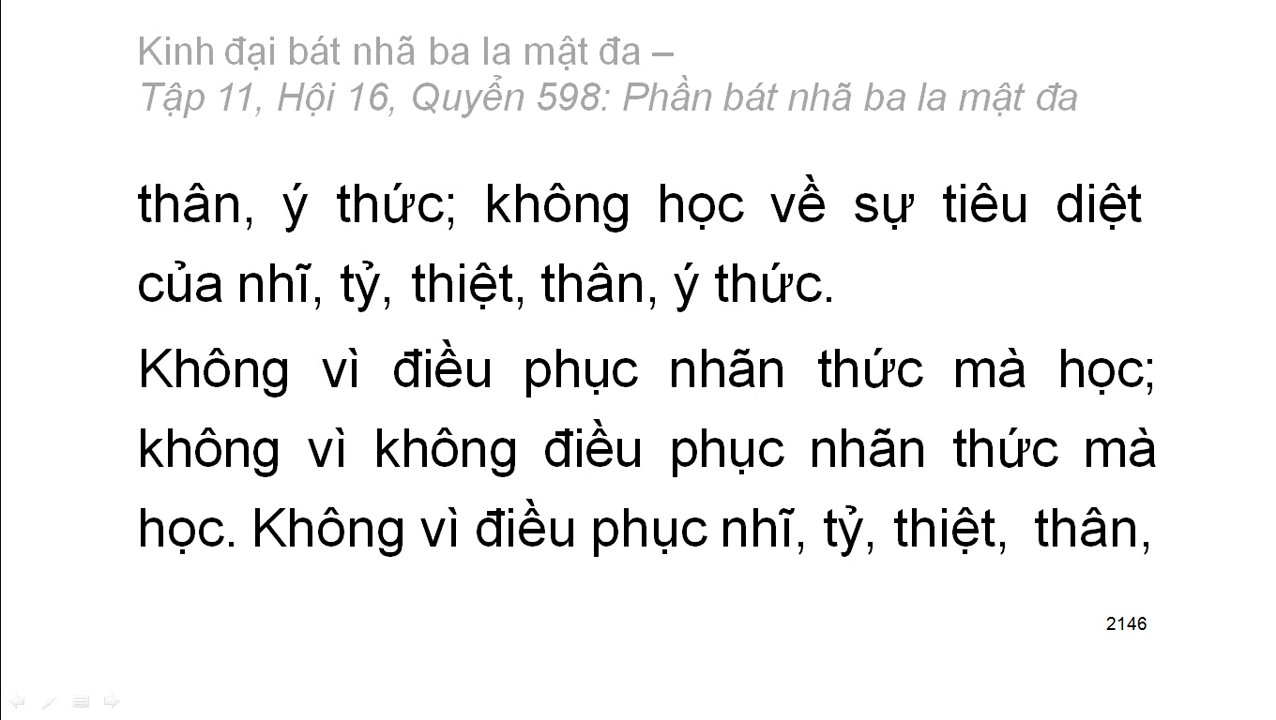 Kinh đại bát nhã ba la mật đa –
Tập 11, Hội 16, Quyển 598: Phần bát nhã ba la mật đa
thân, ý thức; không học về sự tiêu diệt
của nhĩ, tỷ, thiệt, thân, ý thức.
Không vì điều phục nhãn thức mà học;
không vì không điều phục nhãn thức mà
học. Không vì điều phục nhĩ, tỷ, thiệt, thân,
2146